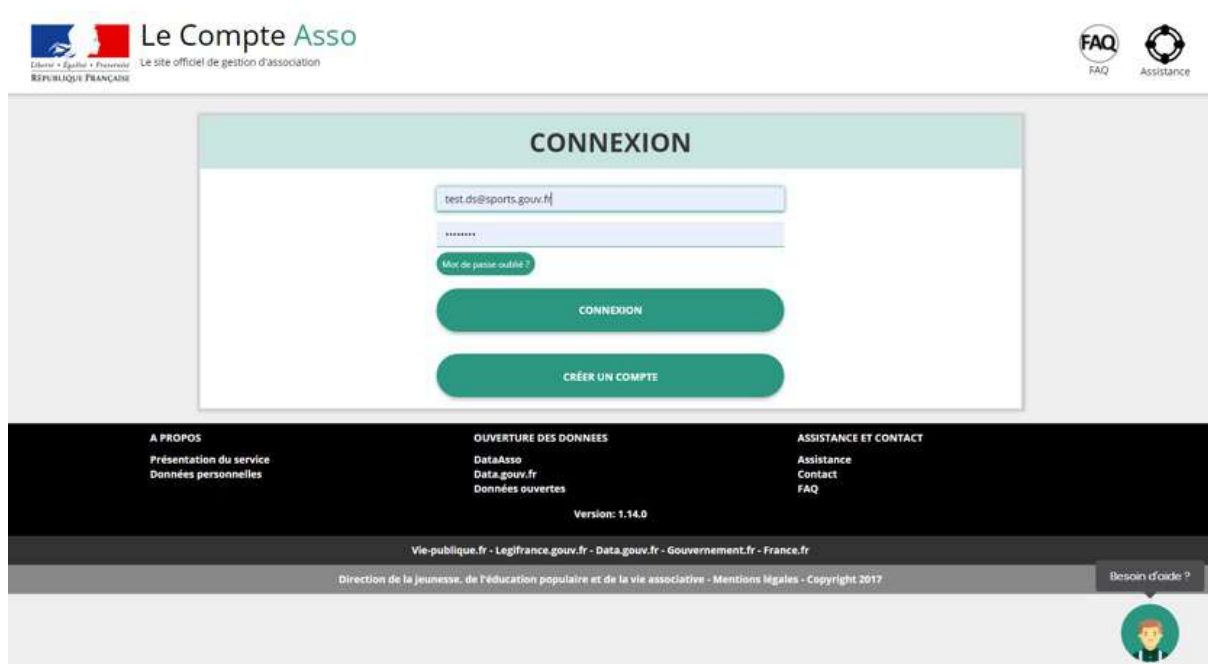 Le Compte Asso
Le site officiel de gestion d'association
Liberté • Égalité • Fraternité
RÉPUBLIQUE FRANÇAISE
FAQ
FAQ
Assistance
CONNEXION
test.ds@sports.gouv.fr
••••••••
Mot de passe oublié ?
CONNEXION
CRÉER UN COMPTE
A PROPOS
Présentation du service
Données personnelles
OUVERTURE DES DONNEES
DataAsso
Data.gouv.fr
Données ouvertes
ASSISTANCE ET CONTACT
Assistance
Contact
FAQ
Version: 1.14.0
Vie-publique.fr - Legifrance.gouv.fr - Data.gouv.fr - Gouvernement.fr - France.fr
Direction de la jeunesse, de l'éducation populaire et de la vie associative - Mentions légales - Copyright 2017
Besoin d'aide ?